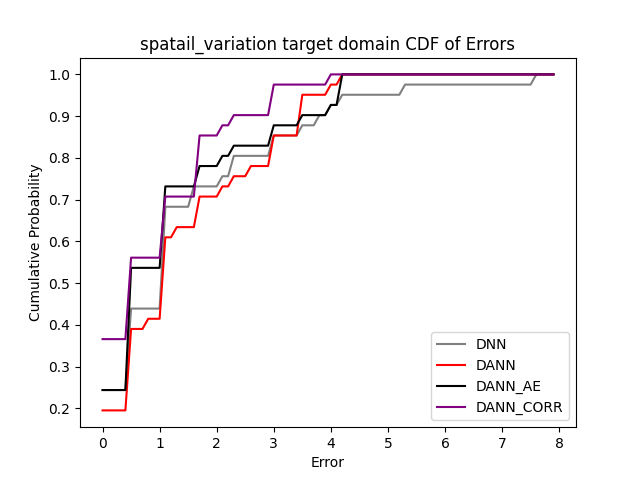 spatail_variation target domain CDF of Errors
1.0
0.9
0.8
0.7
0.6
0.5
0.4
0.3
0.2
Cumulative Probability
DNN
DANN
DANN_AE
DANN_CORR
0 1 2 3 4 5 6 7 8
Error